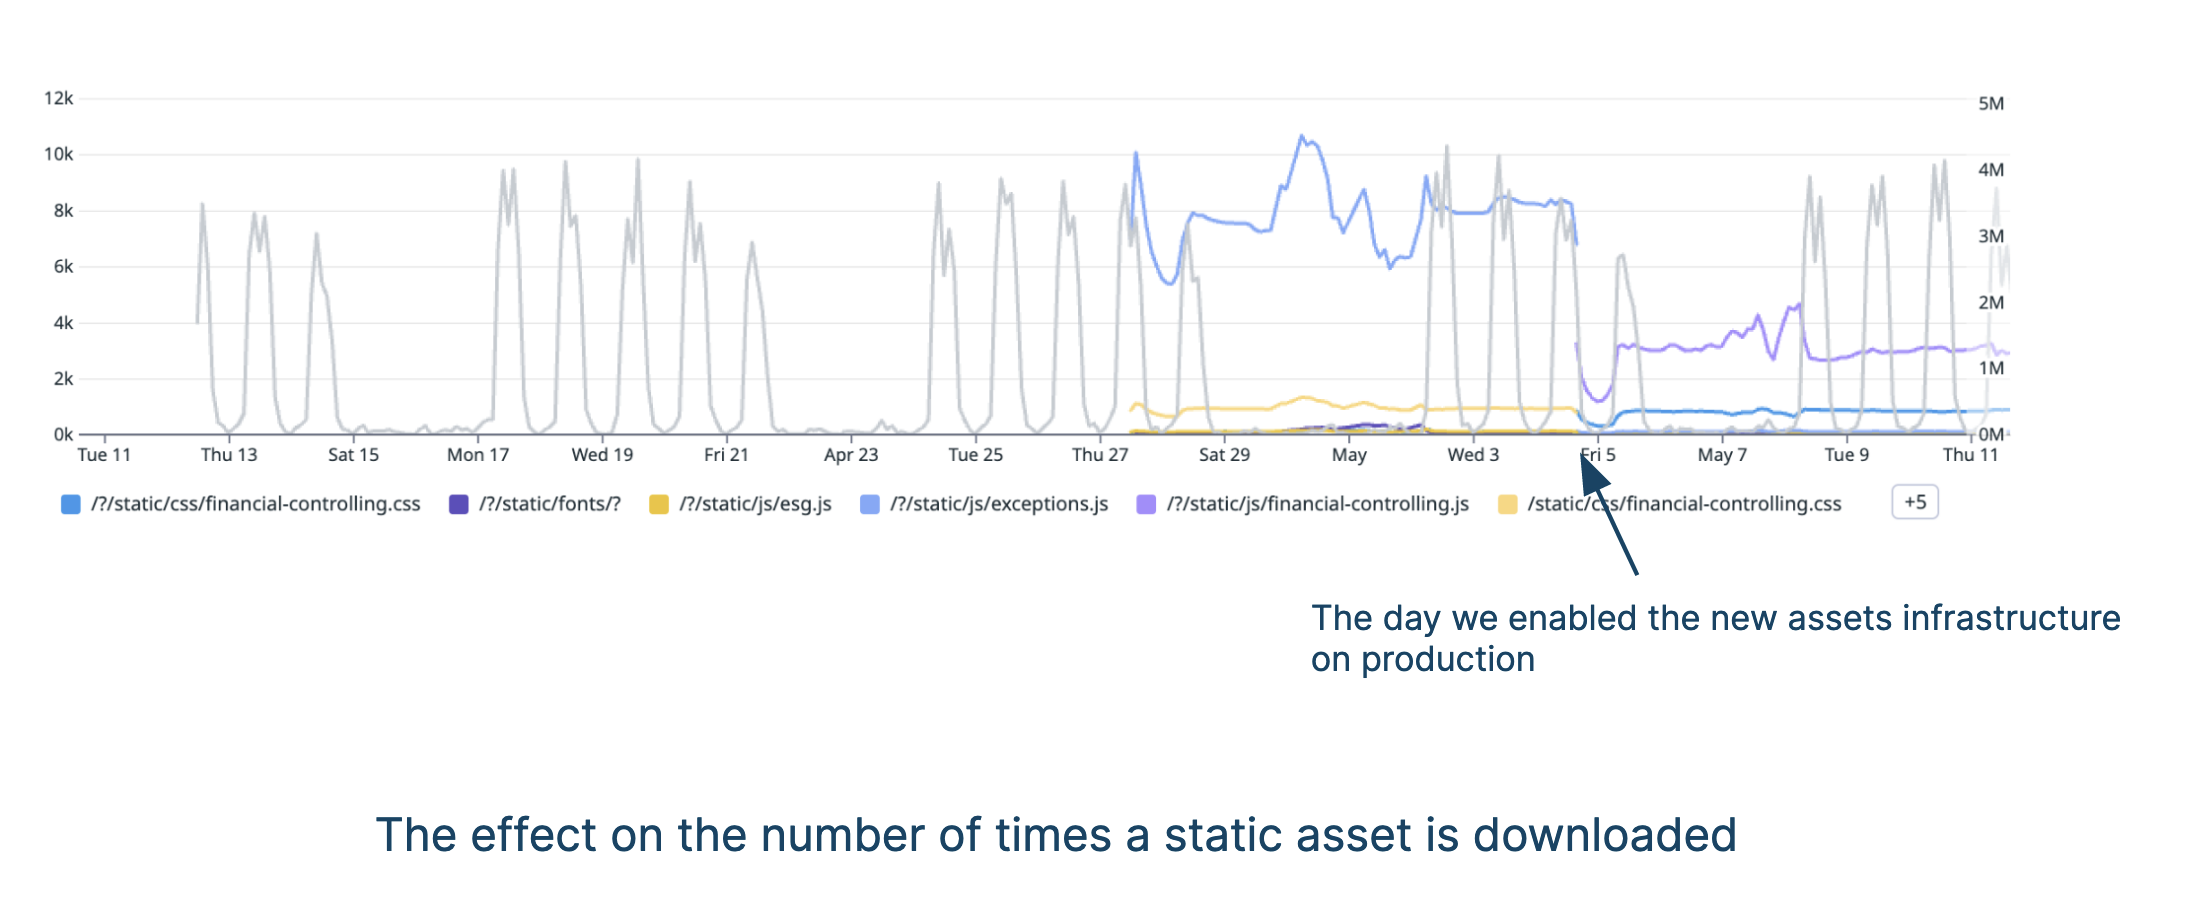 12k
10k
8k
6k
4k
2k
0k
5M
4M
3M
2M
1M
0M
Tue 11 Thu 13 Sat 15 Mon 17 Wed 19 Fri 21 Apr 23 Tue 25 Thu 27 Sat 29 May Wed 3 Fri 5 May 7 Tue 9 Thu 11
/?/static/css/financial-controlling.css /?/static/fonts/? /?/static/js/esg.js /?/static/js/exceptions.js /?/static/js/financial-controlling.js /static/css/financial-controlling.css +5
The day we enabled the new assets infrastructure
on production
The effect on the number of times a static asset is downloaded